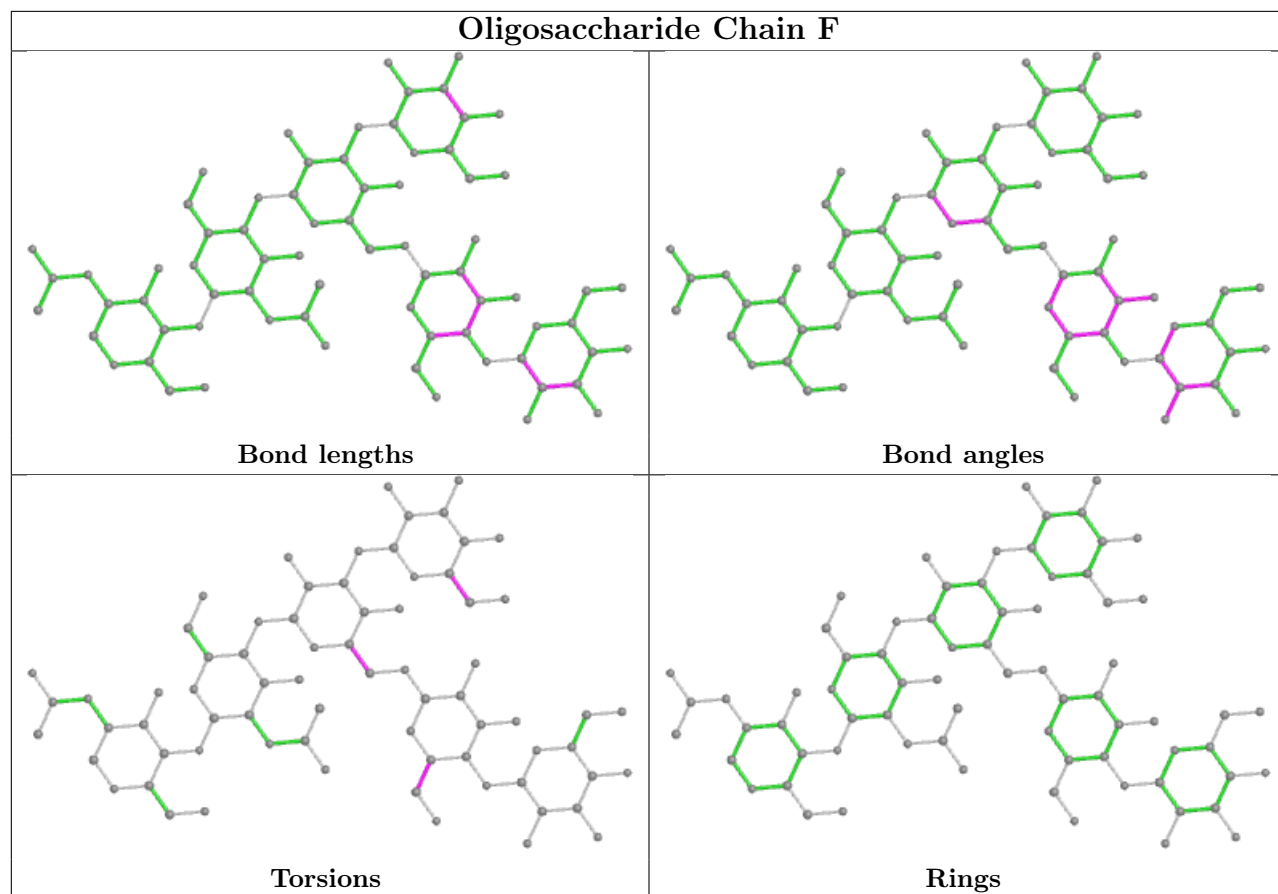 Oligosaccharide Chain F
Bond lengths
Bond angles
Torsions
Rings